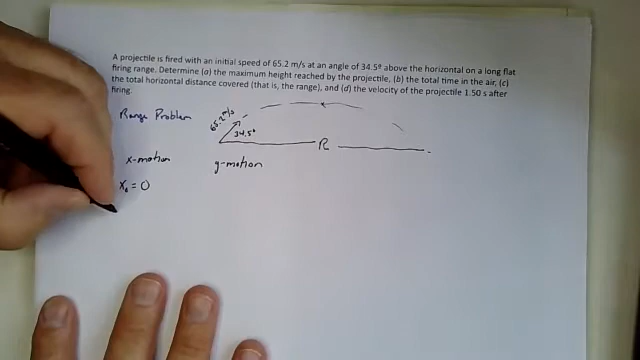 A projectile is fired with an initial speed of 65.2 m/s at an angle of 34.5º above the horizontal on a long flat
firing range. Determine (a) the maximum height reached by the projectile, (b) the total time in the air, (c)
the total horizontal distance covered (that is, the range), and (d) the velocity of the projectile 1.50 s after
firing.
Range Problem
65.2 m/s
34.5º
R
x-motion
y-motion
x₀ = 0